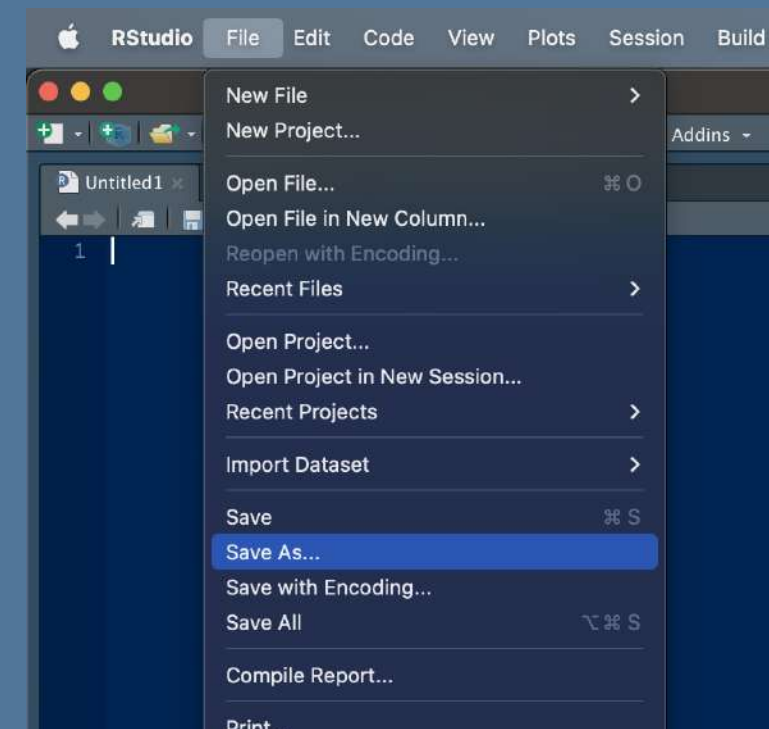 RStudio File Edit Code View Plots Session Build
New File
New Project...
Addins
Untitled1
Open File... ⌘ O
Open File in New Column...
1
Reopen with Encoding...
Recent Files
Open Project...
Open Project in New Session...
Recent Projects
Import Dataset
Save ⌘ S
Save As...
Save with Encoding...
Save All ⌥ ⌘ S
Compile Report...
Print